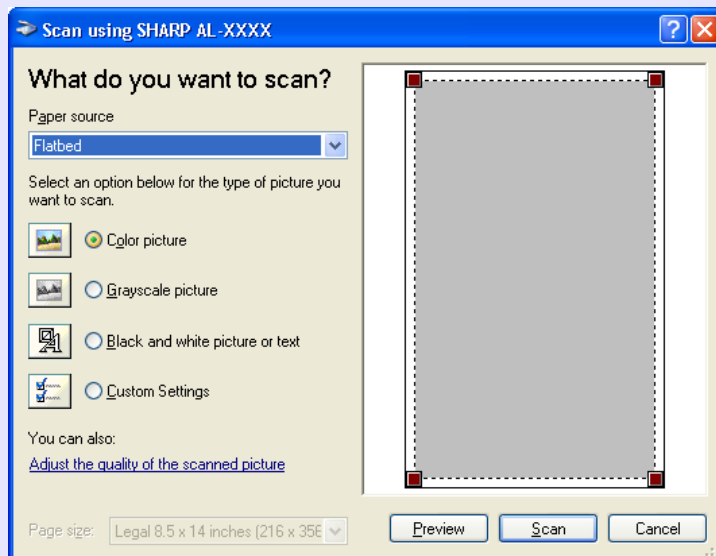 Scan using SHARP AL-XXXX
What do you want to scan?
Paper source
Flatbed
Select an option below for the type of picture you
want to scan.
Color picture
Grayscale picture
Black and white picture or text
Custom Settings
You can also:
Adjust the quality of the scanned picture
Page size: Legal 8.5 x 14 inches (216 x 356
Preview Scan Cancel